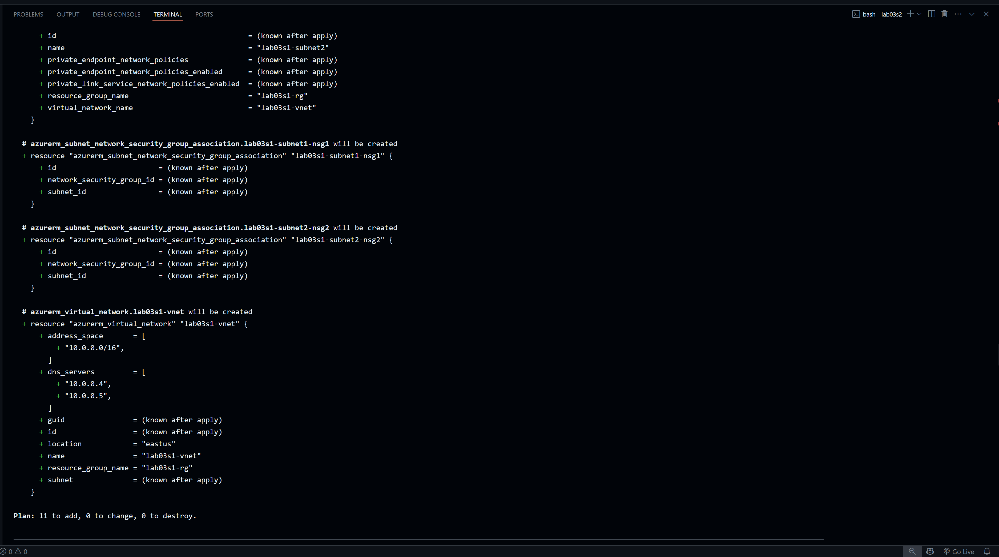 PROBLEMS OUTPUT DEBUG CONSOLE TERMINAL PORTS bash - lab03s2
+ id = (known after apply)
+ name = "lab03s1-subnet2"
+ private_endpoint_network_policies = (known after apply)
+ private_endpoint_network_policies_enabled = (known after apply)
+ private_link_service_network_policies_enabled = (known after apply)
+ resource_group_name = "lab03s1-rg"
+ virtual_network_name = "lab03s1-vnet"
}
# azurerm_subnet_network_security_group_association.lab03s1-subnet1-nsg1 will be created
+ resource "azurerm_subnet_network_security_group_association" "lab03s1-subnet1-nsg1" {
+ id = (known after apply)
+ network_security_group_id = (known after apply)
+ subnet_id = (known after apply)
}
# azurerm_subnet_network_security_group_association.lab03s1-subnet2-nsg2 will be created
+ resource "azurerm_subnet_network_security_group_association" "lab03s1-subnet2-nsg2" {
+ id = (known after apply)
+ network_security_group_id = (known after apply)
+ subnet_id = (known after apply)
}
# azurerm_virtual_network.lab03s1-vnet will be created
+ resource "azurerm_virtual_network" "lab03s1-vnet" {
+ address_space = [
+ "10.0.0.0/16",
]
+ dns_servers = [
+ "10.0.0.4",
+ "10.0.0.5",
]
+ guid = (known after apply)
+ id = (known after apply)
+ location = "eastus"
+ name = "lab03s1-vnet"
+ resource_group_name = "lab03s1-rg"
+ subnet = (known after apply)
}
Plan: 11 to add, 0 to change, 0 to destroy.
0 0 Go Live